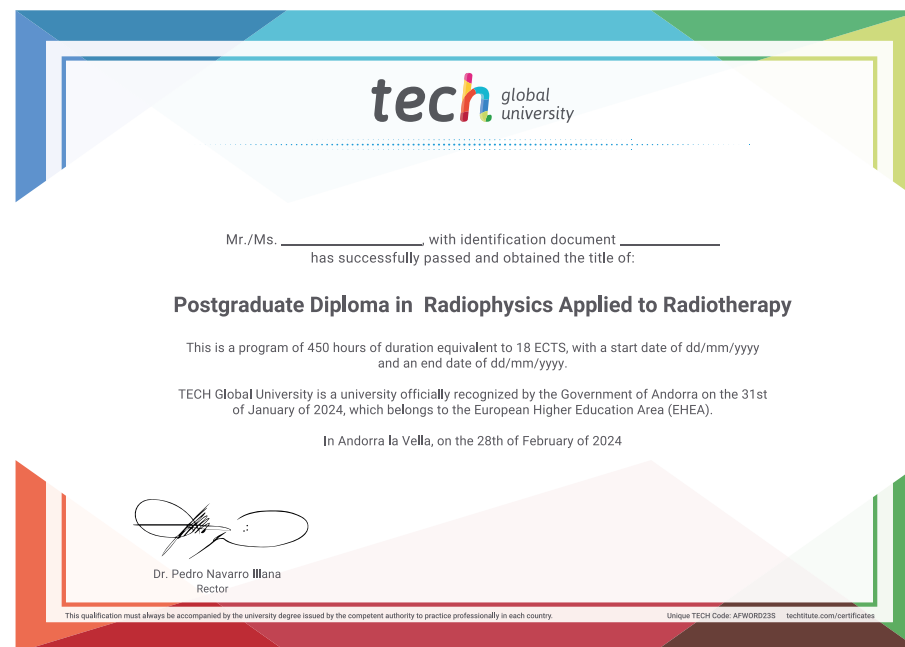 tech global
university
Mr./Ms. ____________, with identification document ____________
has successfully passed and obtained the title of:
Postgraduate Diploma in Radiophysics Applied to Radiotherapy
This is a program of 450 hours of duration equivalent to 18 ECTS, with a start date of dd/mm/yyyy
and an end date of dd/mm/yyyy.
TECH Global University is a university officially recognized by the Government of Andorra on the 31st
of January of 2024, which belongs to the European Higher Education Area (EHEA).
In Andorra la Vella, on the 28th of February of 2024
Dr. Pedro Navarro Illana
Rector
This qualification must always be accompanied by the university degree issued by the competent authority to practice professionally in each country.
Unique TECH Code: AFWORD23S techtitute.com/certificates